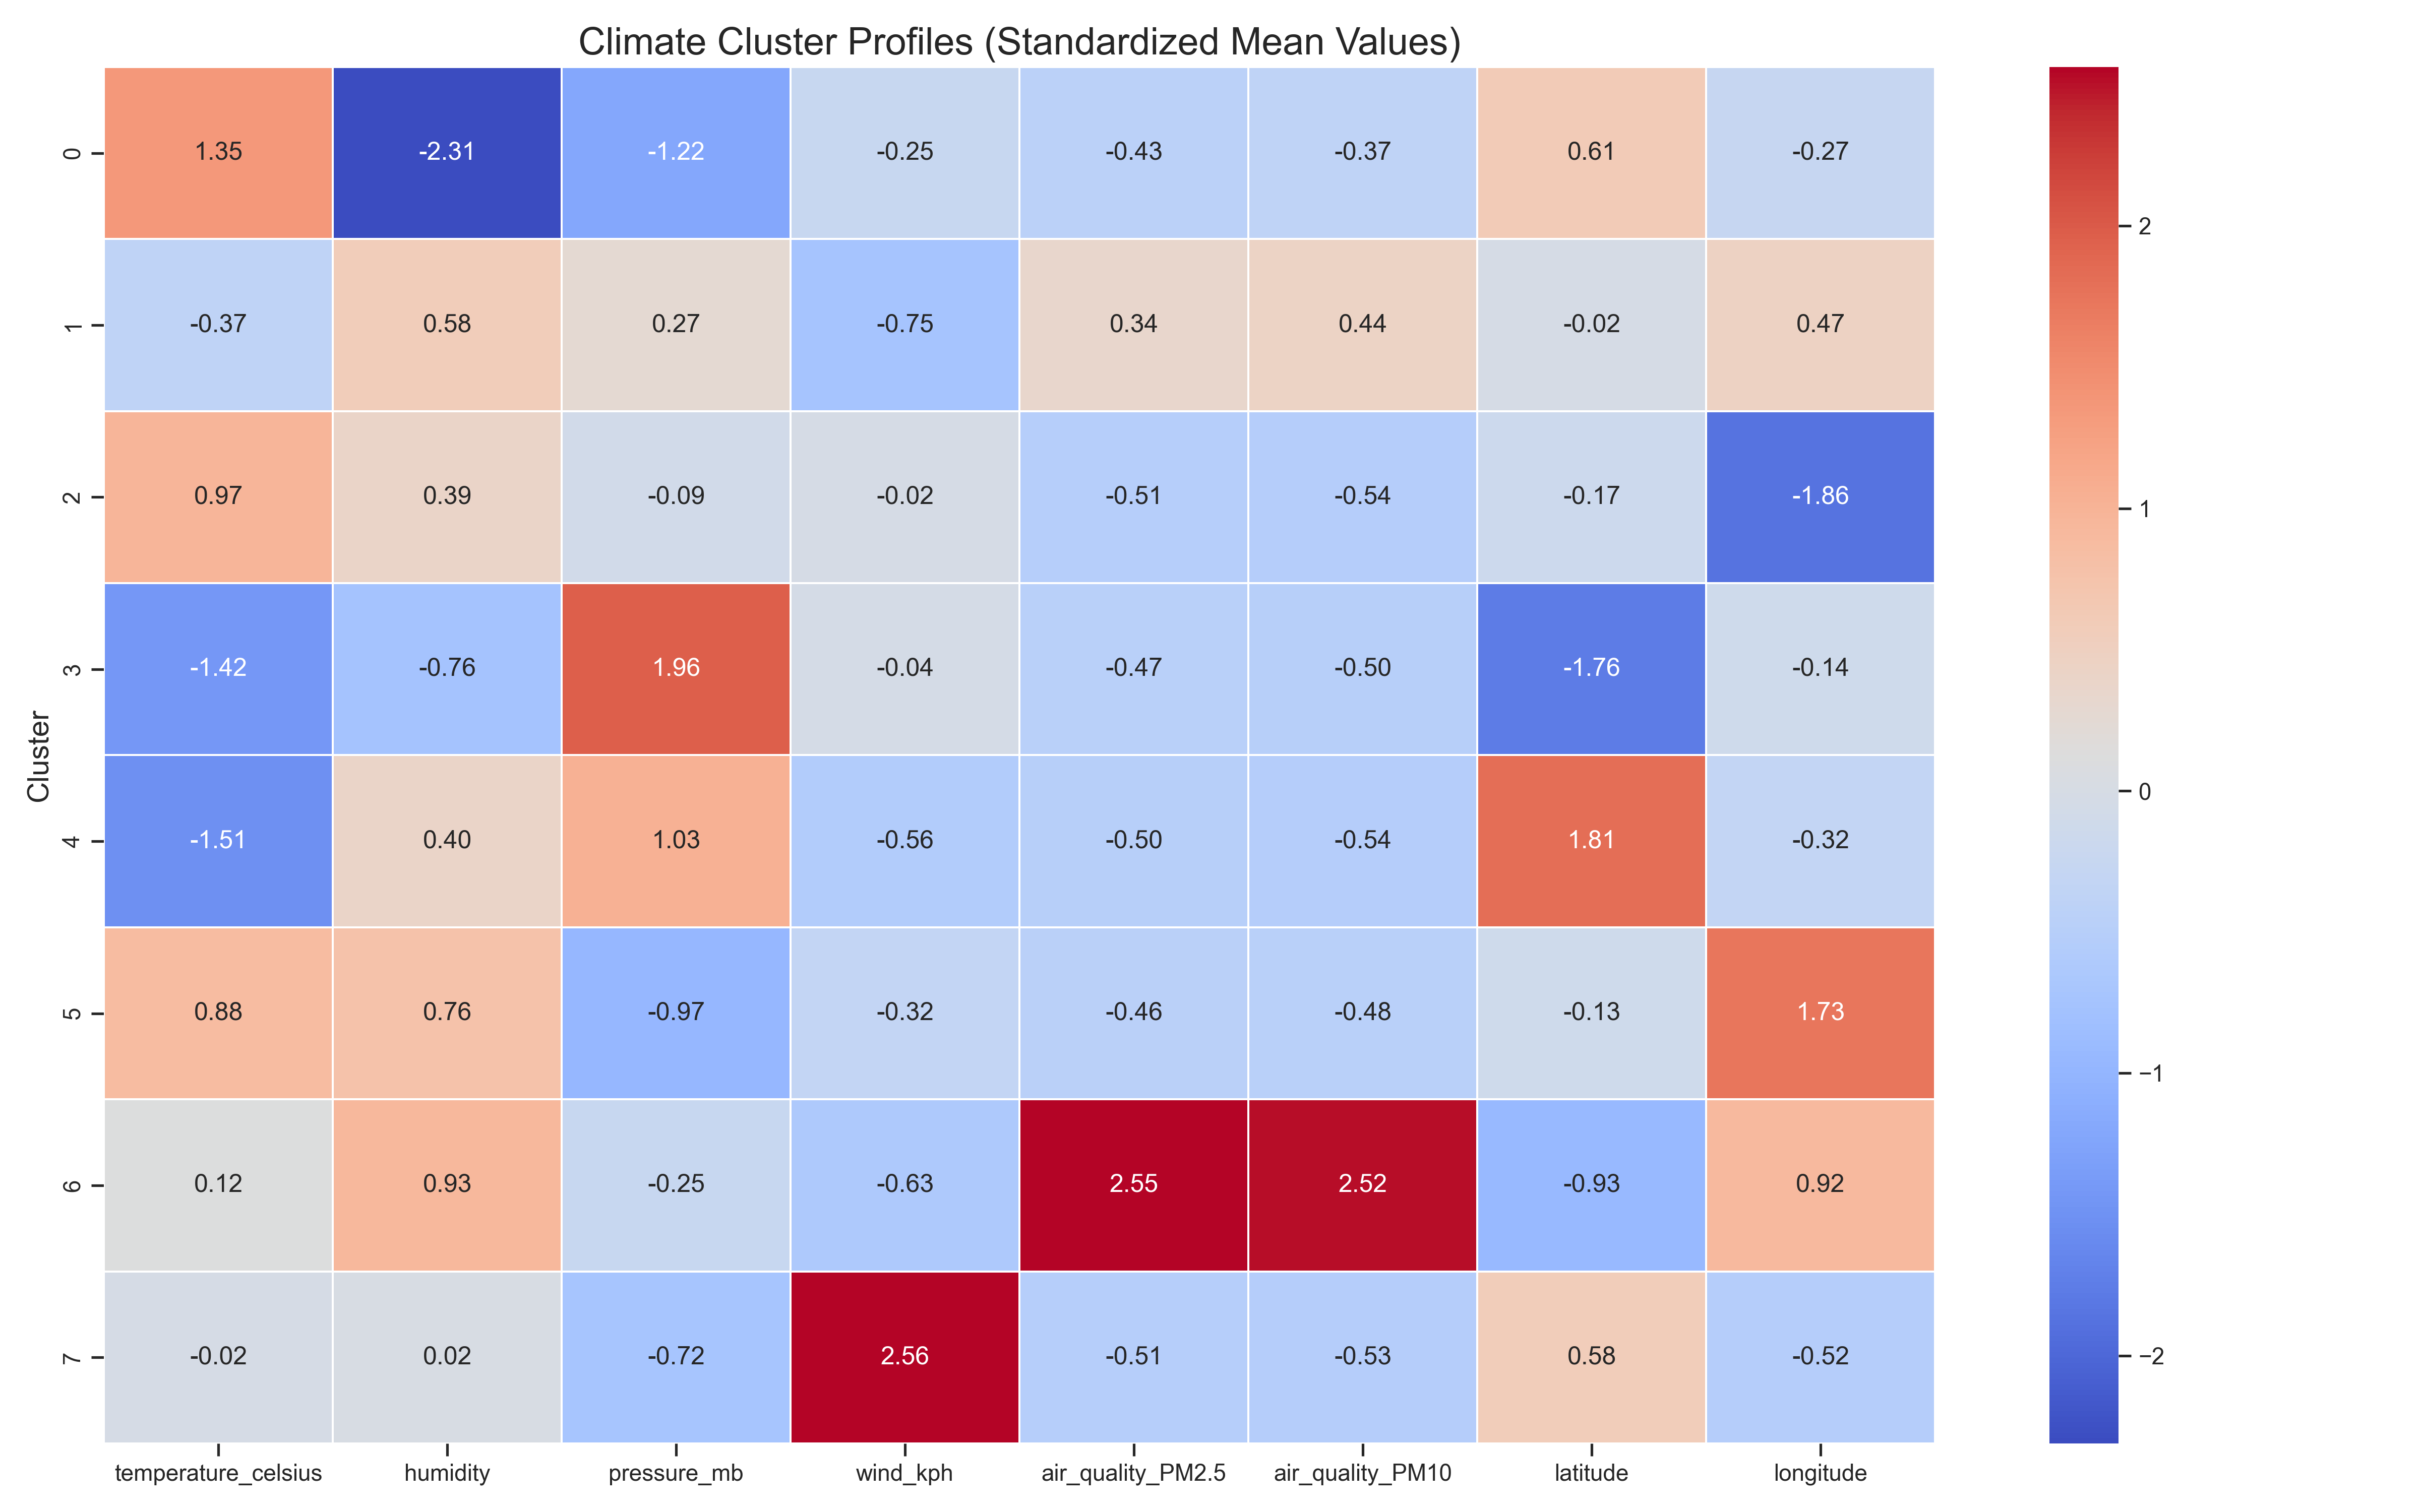 Climate Cluster Profiles (Standardized Mean Values)
Cluster
0 1.35 -2.31 -1.22 -0.25 -0.43 -0.37 0.61 -0.27
1 -0.37 0.58 0.27 -0.75 0.34 0.44 -0.02 0.47
2 0.97 0.39 -0.09 -0.02 -0.51 -0.54 -0.17 -1.86
3 -1.42 -0.76 1.96 -0.04 -0.47 -0.50 -1.76 -0.14
4 -1.51 0.40 1.03 -0.56 -0.50 -0.54 1.81 -0.32
5 0.88 0.76 -0.97 -0.32 -0.46 -0.48 -0.13 1.73
6 0.12 0.93 -0.25 -0.63 2.55 2.52 -0.93 0.92
7 -0.02 0.02 -0.72 2.56 -0.51 -0.53 0.58 -0.52
temperature_celsius humidity pressure_mb wind_kph air_quality_PM2.5 air_quality_PM10 latitude longitude
2
1
0
−1
−2